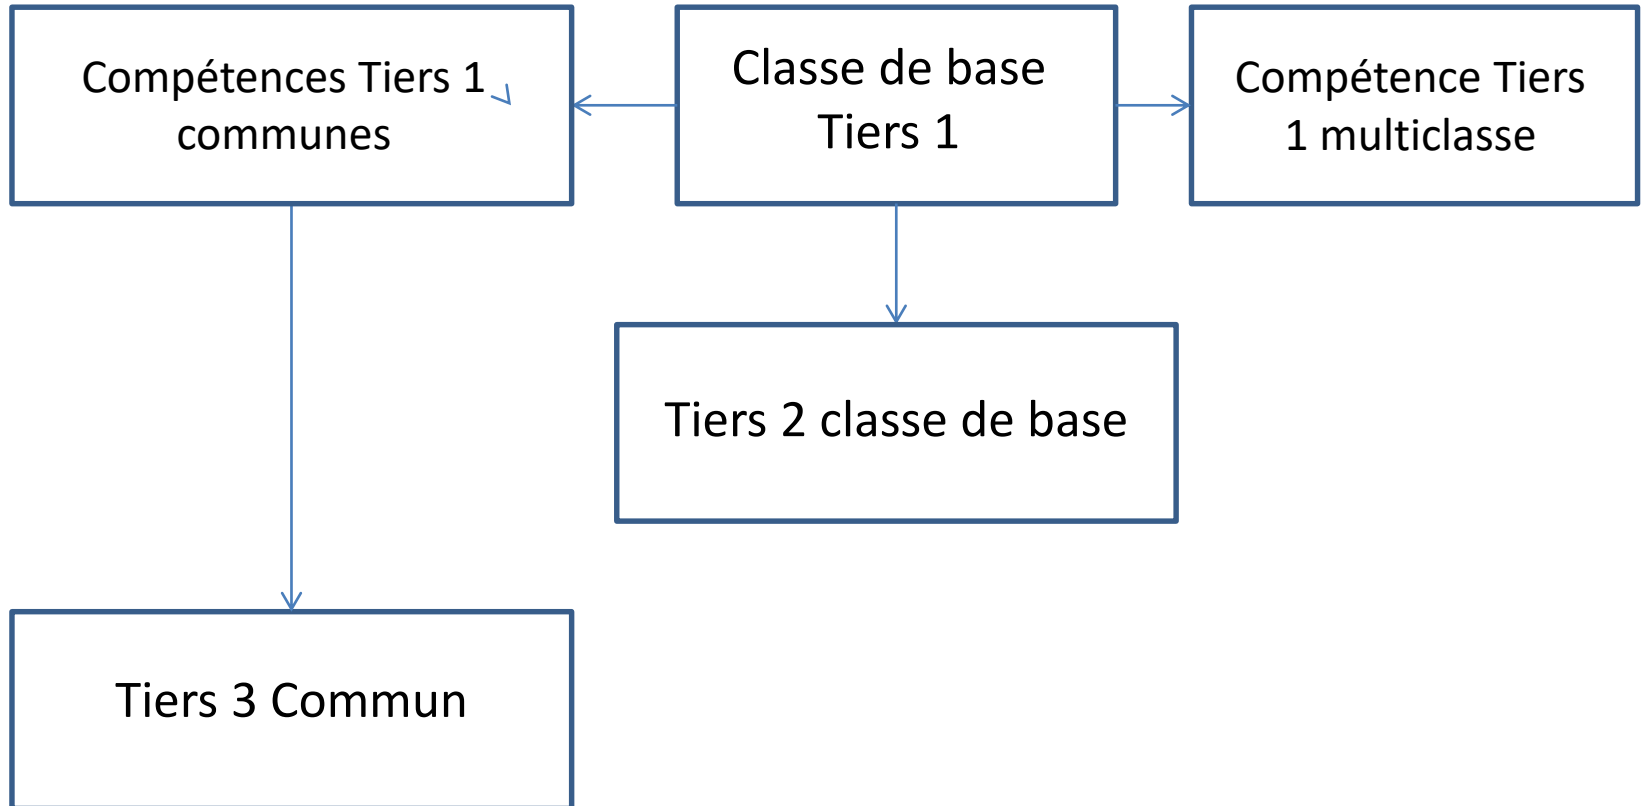 Compétences Tiers 1
communes
Classe de base
Tiers 1
Compétence Tiers
1 multiclasse
Tiers 2 classe de base
Tiers 3 Commun